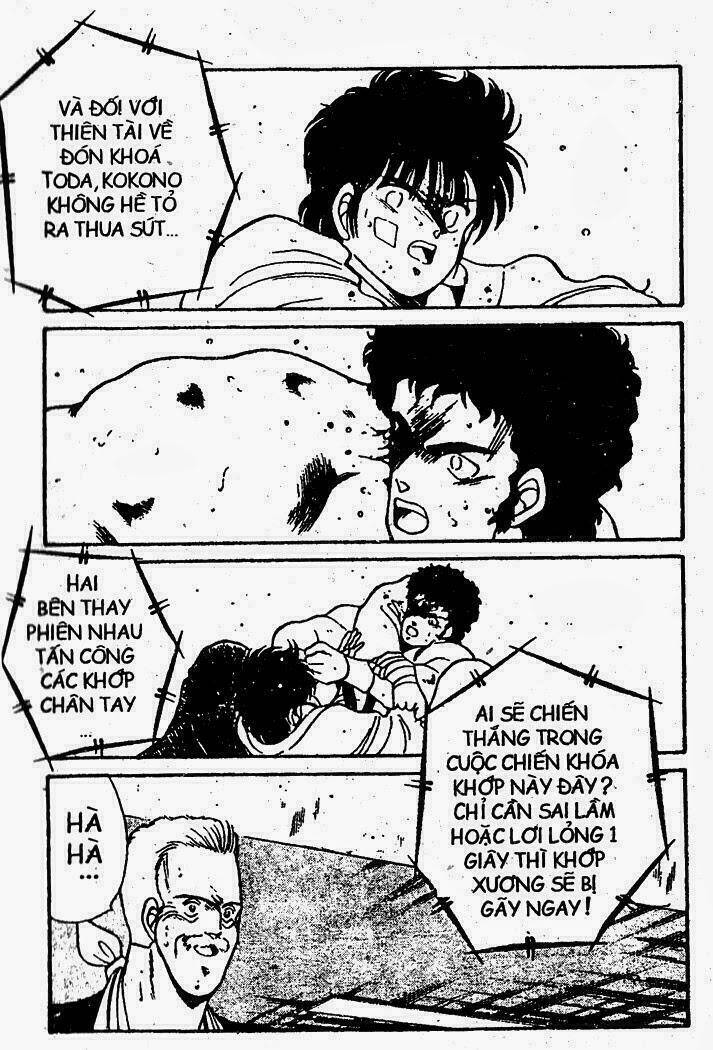 VÀ ĐỐI VỚI
THIÊN TÀI VỀ
ĐÓN KHOÁ
TODA, KOKONO
KHÔNG HỀ TỎ
RA THUA SÚT...
HAI
BÊN THAY
PHIÊN NHAU
TẤN CÔNG
CÁC KHỚP
CHÂN TAY
...
AI SẼ CHIẾN
THẮNG TRONG
CUỘC CHIẾN KHÓA
KHỚP NÀY ĐÂY?
CHỈ CẦN SAI LẦM
HOẶC LƠI LỎNG 1
GIÂY THÌ KHỚP
XƯƠNG SẼ BỊ
GÃY NGAY!
HÀ
HÀ
...